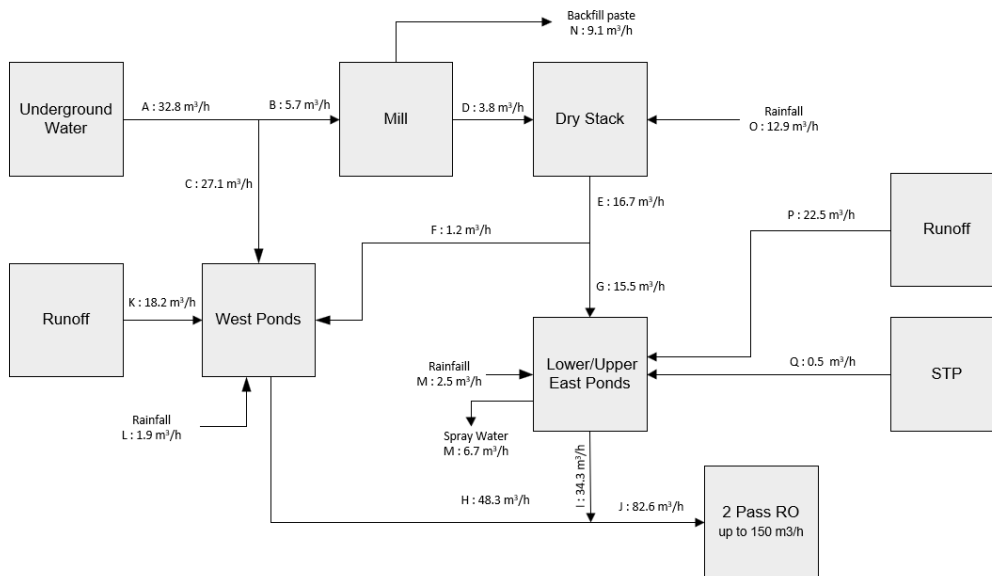 Backfill paste
N : 9.1 m³/h
Underground
Water
A : 32.8 m³/h
B : 5.7 m³/h
Mill
D : 3.8 m³/h
Dry Stack
Rainfall
O : 12.9 m³/h
C : 27.1 m³/h
E : 16.7 m³/h
P : 22.5 m³/h
Runoff
F : 1.2 m³/h
Runoff
K : 18.2 m³/h
West Ponds
G : 15.5 m³/h
Lower/Upper
East Ponds
Rainfaill
M : 2.5 m³/h
Q : 0.5 m³/h
STP
Rainfall
L : 1.9 m³/h
Spray Water
M : 6.7 m³/h
H : 48.3 m³/h
I : 34.3 m³/h
J : 82.6 m³/h
2 Pass RO
up to 150 m3/h